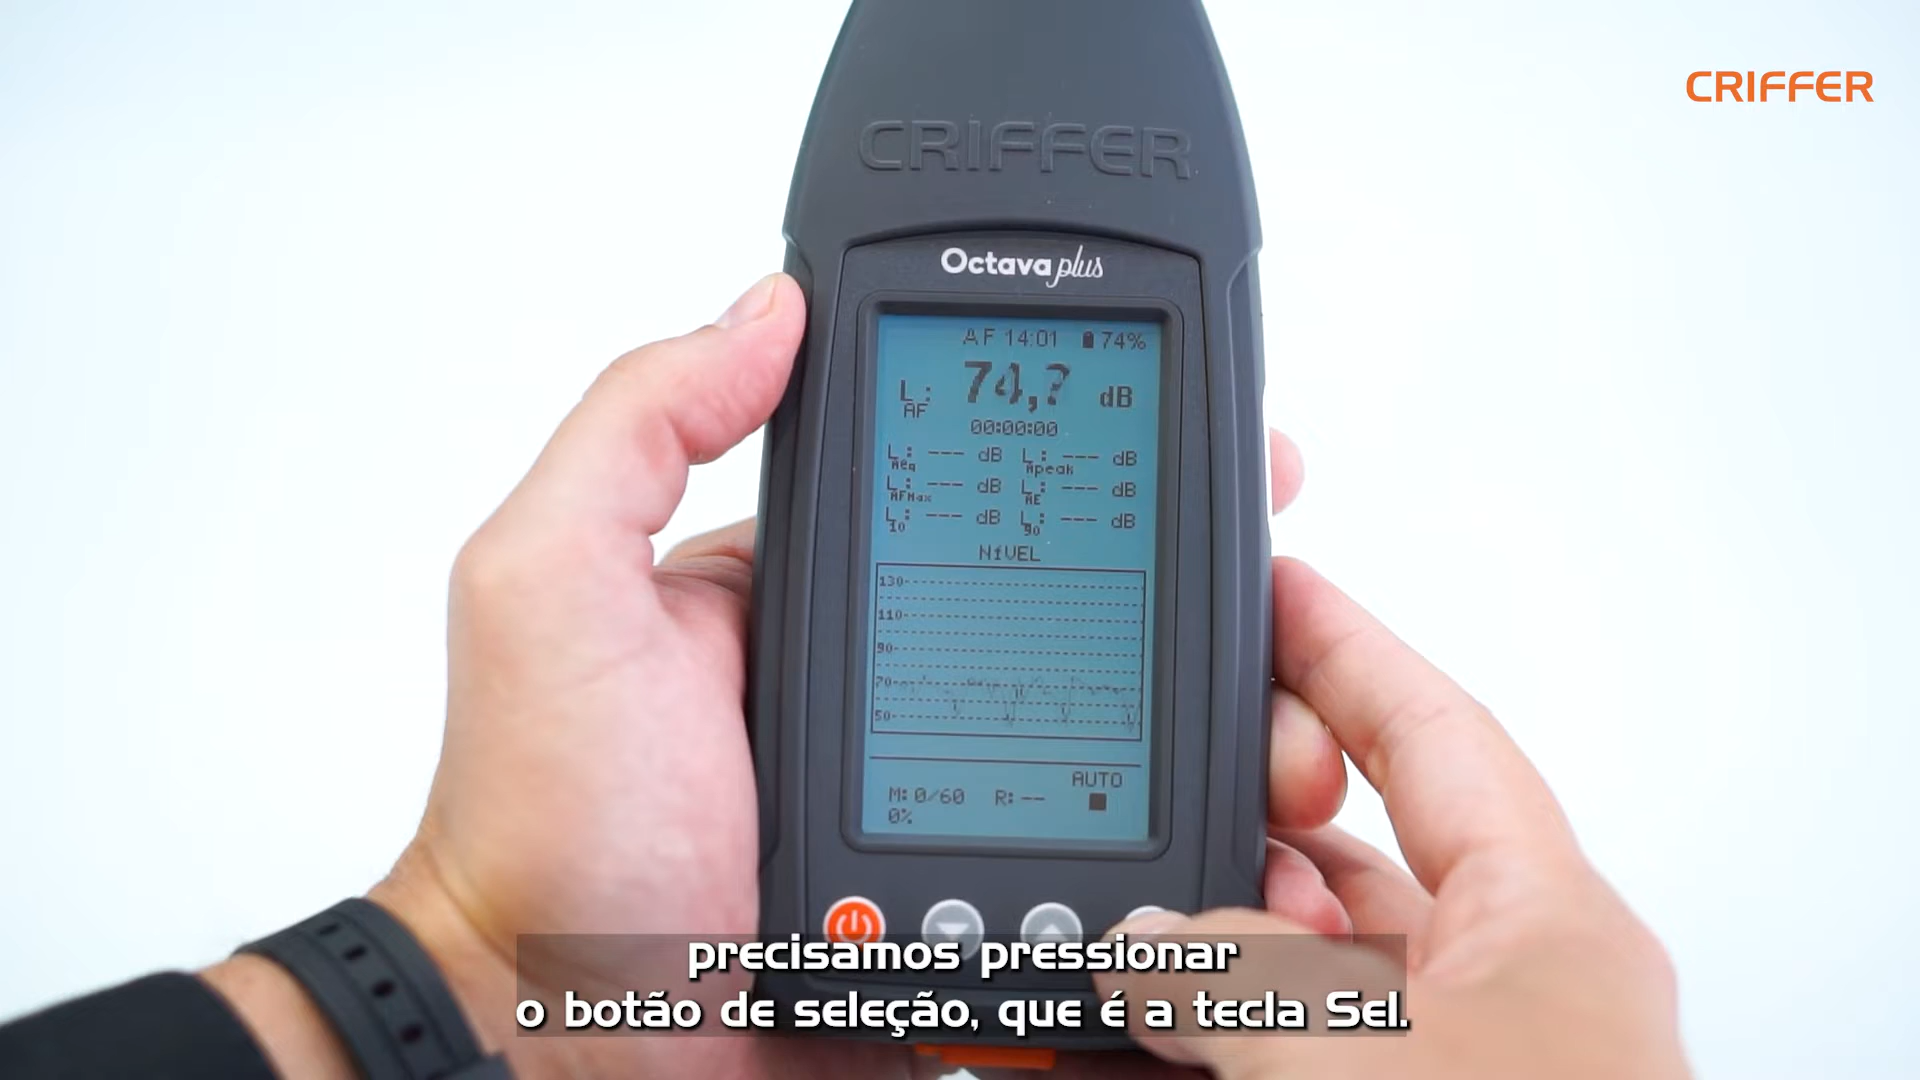 CRIFFER
CRIFFER
Octava plus
AF 14:01 74%
L: dB
AF
00:00:00
L: --- dB L: --- dB
Aeq Apeak
L: --- dB L: --- dB
AFMax AE
L: --- dB L: --- dB
10 90
NíVEL
130
110
90
70
50
AUTO
M: 0/60 R: --
0%
precisamos pressionar
o botão de seleção, que é a tecla Sel.